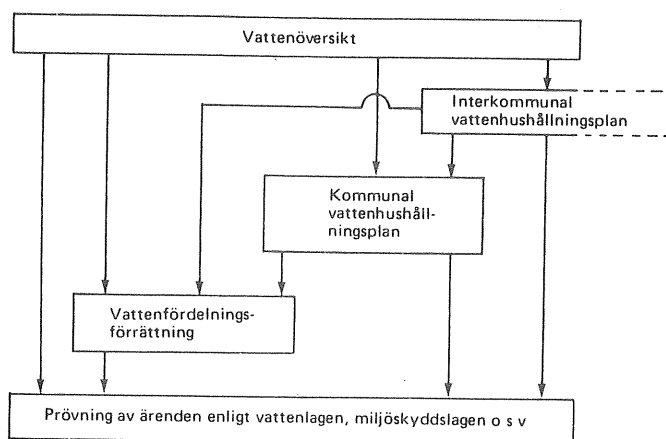 Vattenöversikt
Interkommunal
vattenhushållningsplan
Kommunal
vattenhushåll-
ningsplan
Vattenfördelnings-
förrättning
Prövning av ärenden enligt vattenlagen, miljöskyddslagen o s v